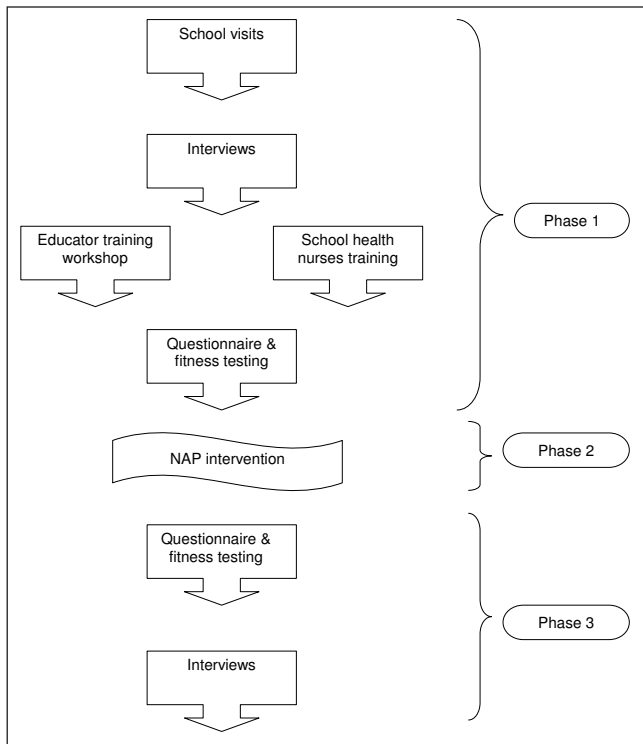 School visits
Interviews
Phase 1
Educator training
workshop
School health
nurses training
Questionnaire &
fitness testing
NAP intervention
Phase 2
Questionnaire &
fitness testing
Phase 3
Interviews